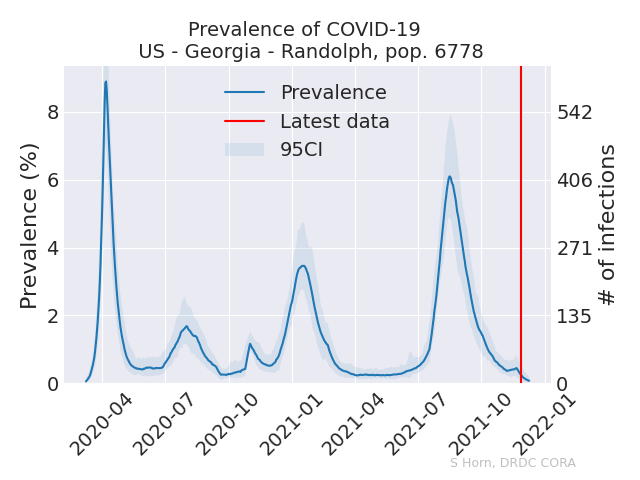 Prevalence of COVID-19
US - Georgia - Randolph, pop. 6778
Prevalence
Latest data
95CI
Prevalence (%)
8
6
4
2
0
542
406
271
135
0
# of infections
2020-04
2020-07
2020-10
2021-01
2021-04
2021-07
2021-10
2022-01
S Horn, DRDC CORA